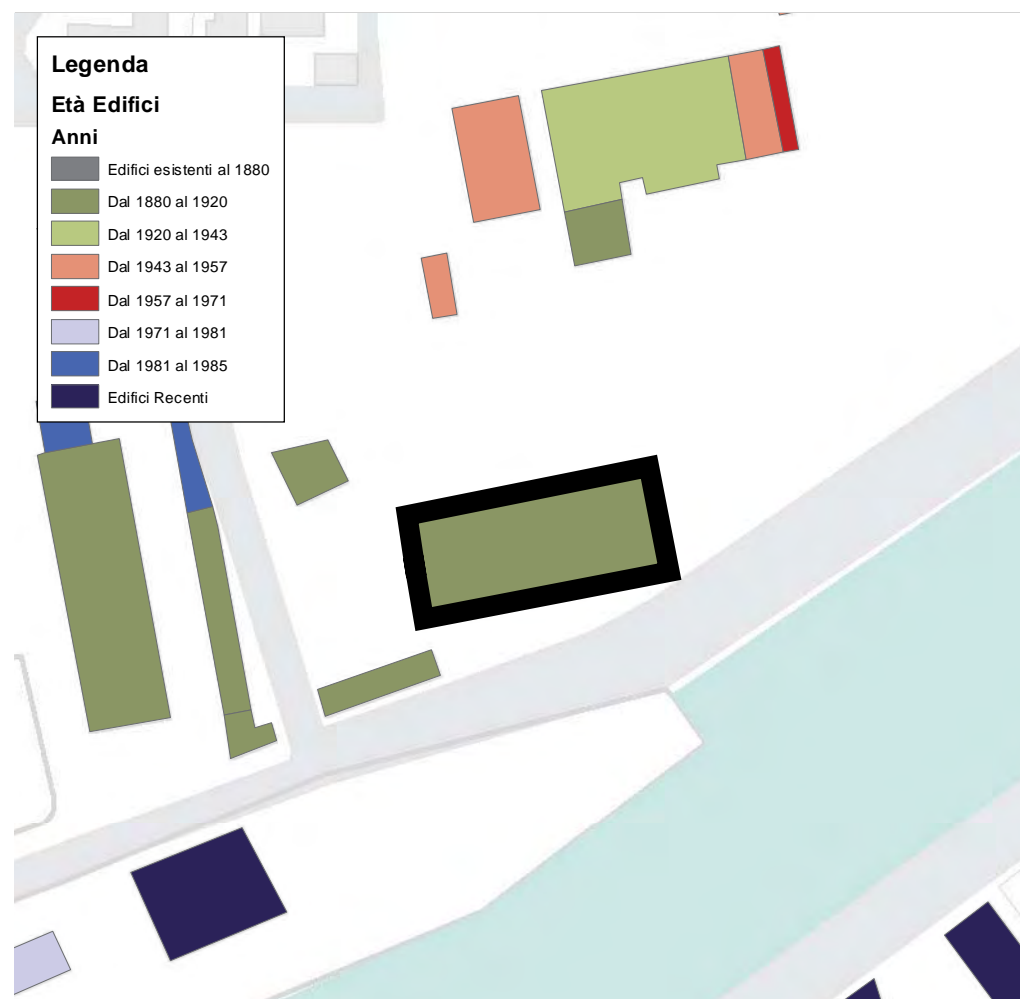 Legenda
Età Edifici
Anni
Edifici esistenti al 1880
Dal 1880 al 1920
Dal 1920 al 1943
Dal 1943 al 1957
Dal 1957 al 1971
Dal 1971 al 1981
Dal 1981 al 1985
Edifici Recenti